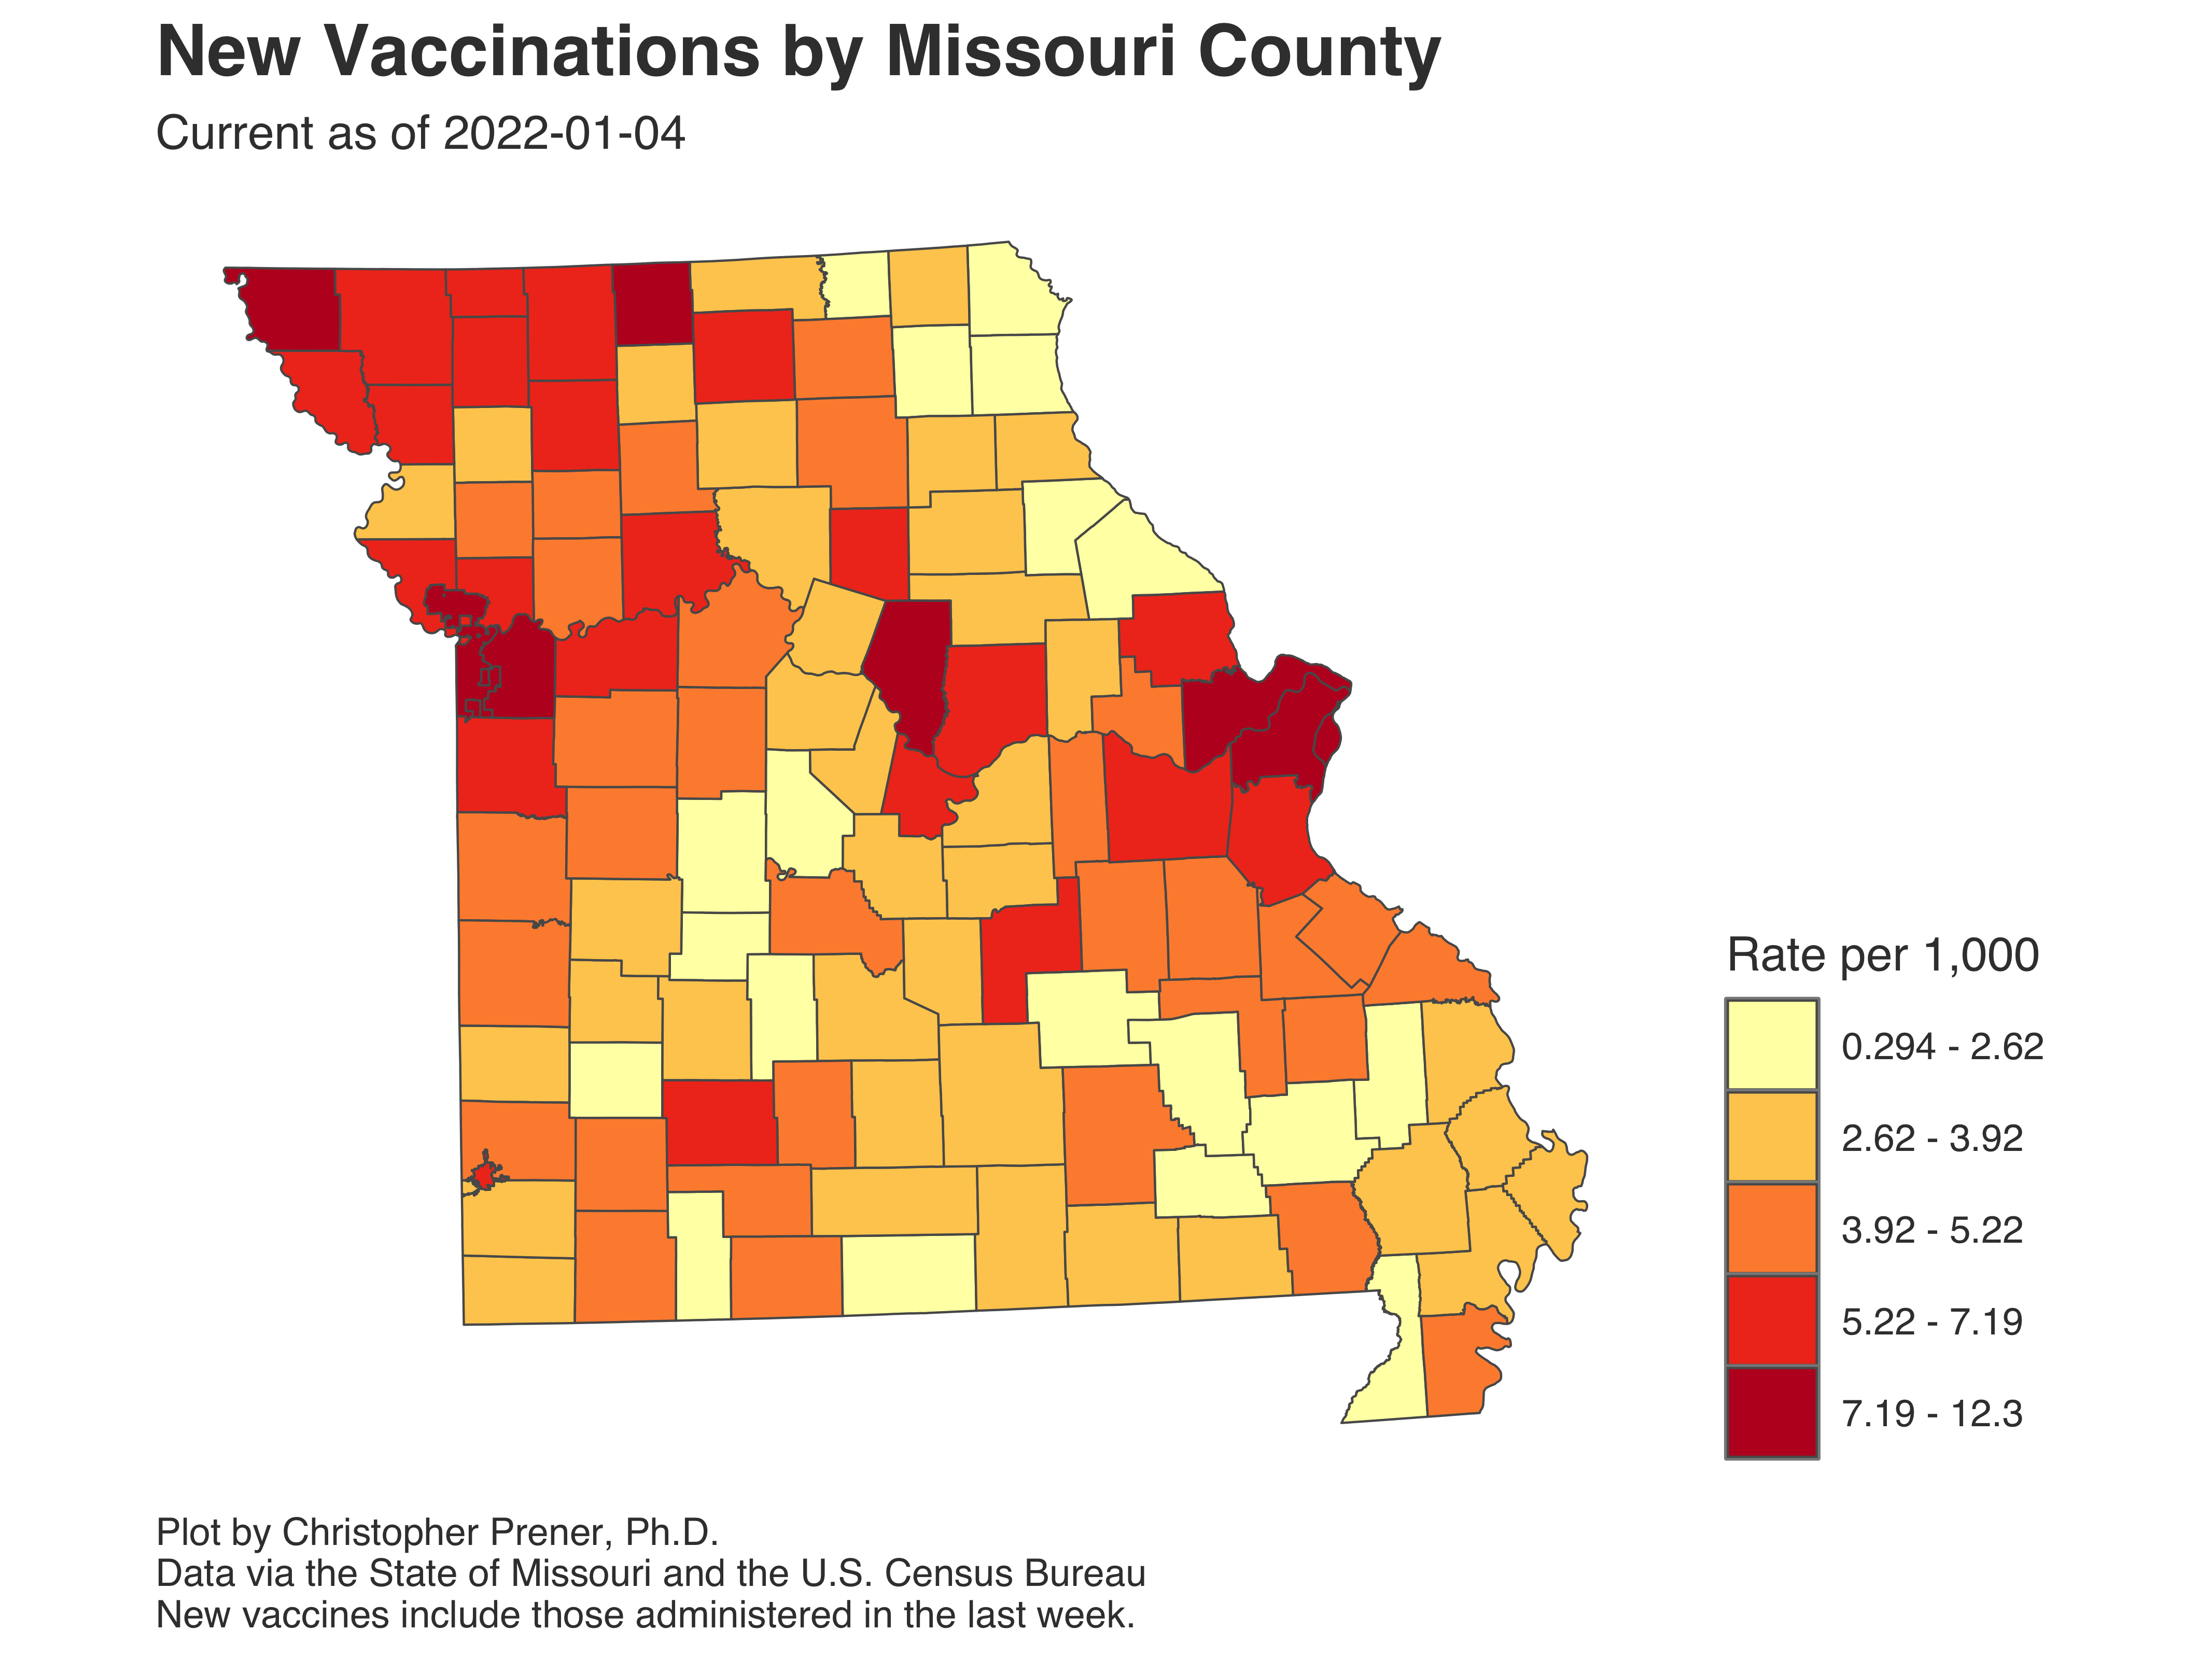 New Vaccinations by Missouri County
Current as of 2022-01-04
Rate per 1,000
0.294 - 2.62
2.62 - 3.92
3.92 - 5.22
5.22 - 7.19
7.19 - 12.3
Plot by Christopher Prener, Ph.D.
Data via the State of Missouri and the U.S. Census Bureau
New vaccines include those administered in the last week.